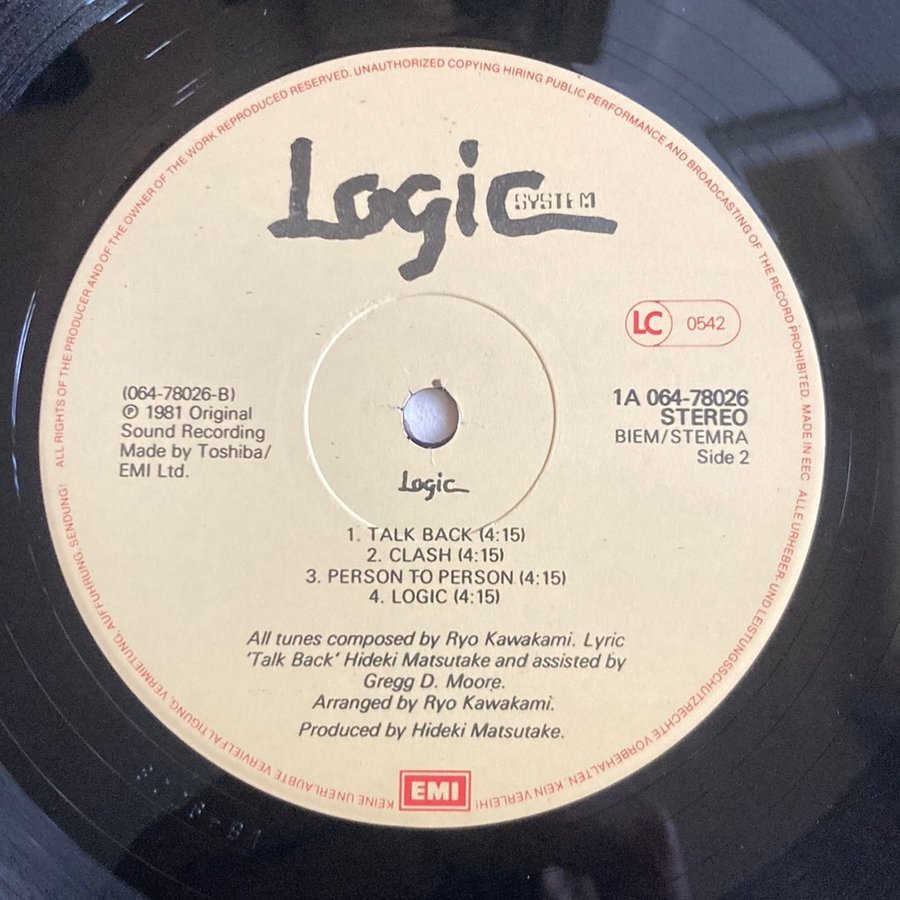 ALL RIGHTS OF THE PRODUCER AND OF THE OWNER OF THE WORK REPRODUCED RESERVED. UNAUTHORIZED COPYING HIRING PUBLIC PERFORMANCE AND BROADCASTING OF THE RECORD PROHIBITED. MADE IN EEC
ALLE URHEBER- UND LEISTUNGSSCHUTZRECHTE VORBEHALTEN. KEIN VERLEIH! KEINE UNERLAUBTE VERVIELFÄLTIGUNG, VERMIETUNG, AUFFÜHRUNG, SENDUNG!
Logic
SYSTEM
LC 0542
(064-78026-B)
℗ 1981 Original
Sound Recording
Made by Toshiba/
EMI Ltd.
1A 064-78026
STEREO
BIEM/STEMRA
Side 2
Logic
1. TALK BACK (4:15)
2. CLASH (4:15)
3. PERSON TO PERSON (4:15)
4. LOGIC (4:15)
All tunes composed by Ryo Kawakami. Lyric
'Talk Back' Hideki Matsutake and assisted by
Gregg D. Moore.
Arranged by Ryo Kawakami.
Produced by Hideki Matsutake.
EMI